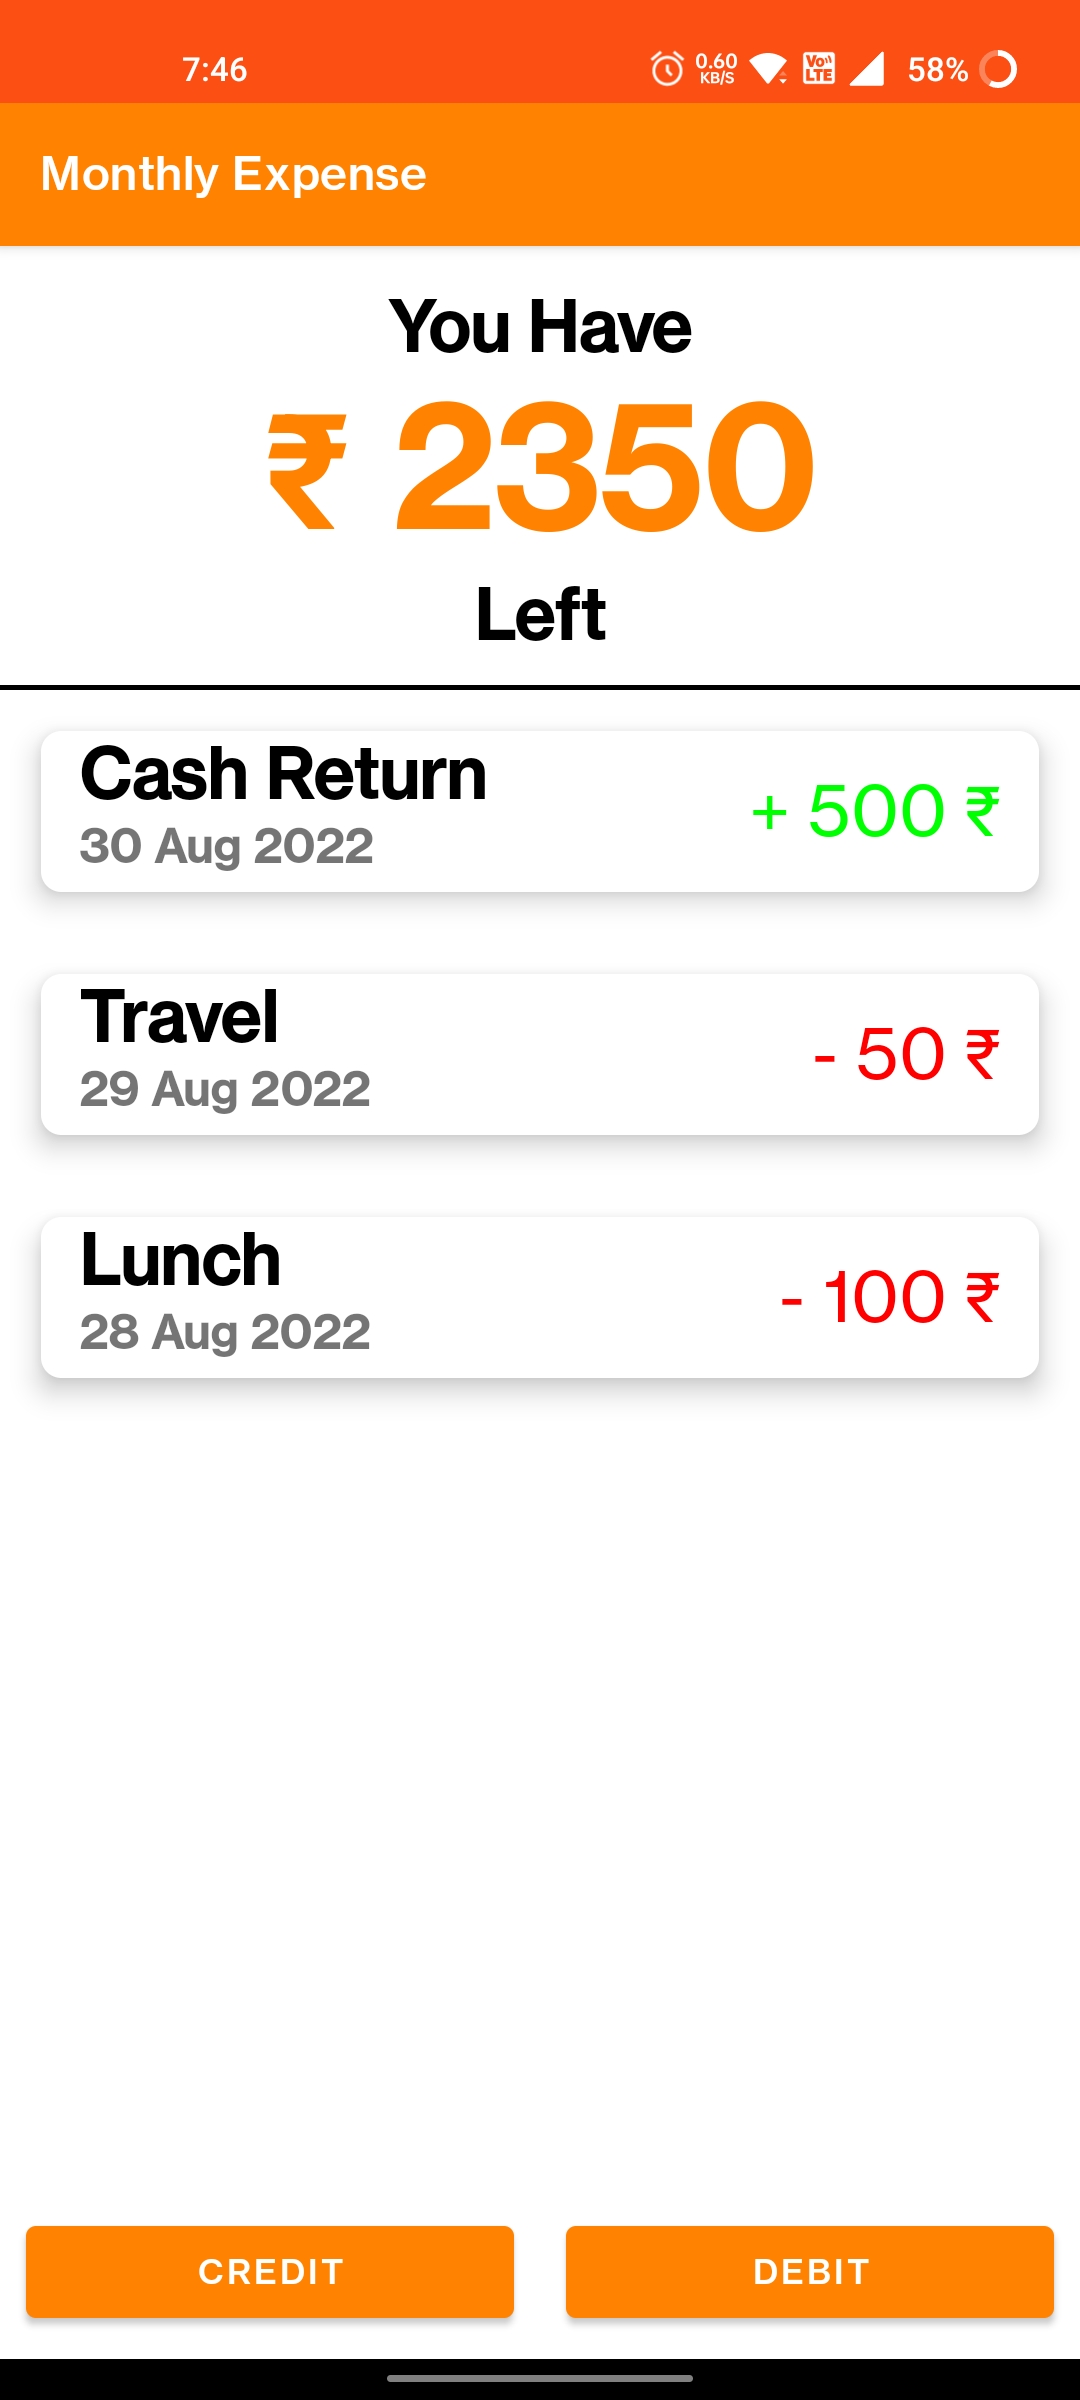 7:46 0.60 KB/S Vo LTE 58%
Monthly Expense
You Have
₹ 2350
Left
Cash Return
30 Aug 2022
+ 500 ₹
Travel
29 Aug 2022
- 50 ₹
Lunch
28 Aug 2022
- 100 ₹
CREDIT DEBIT